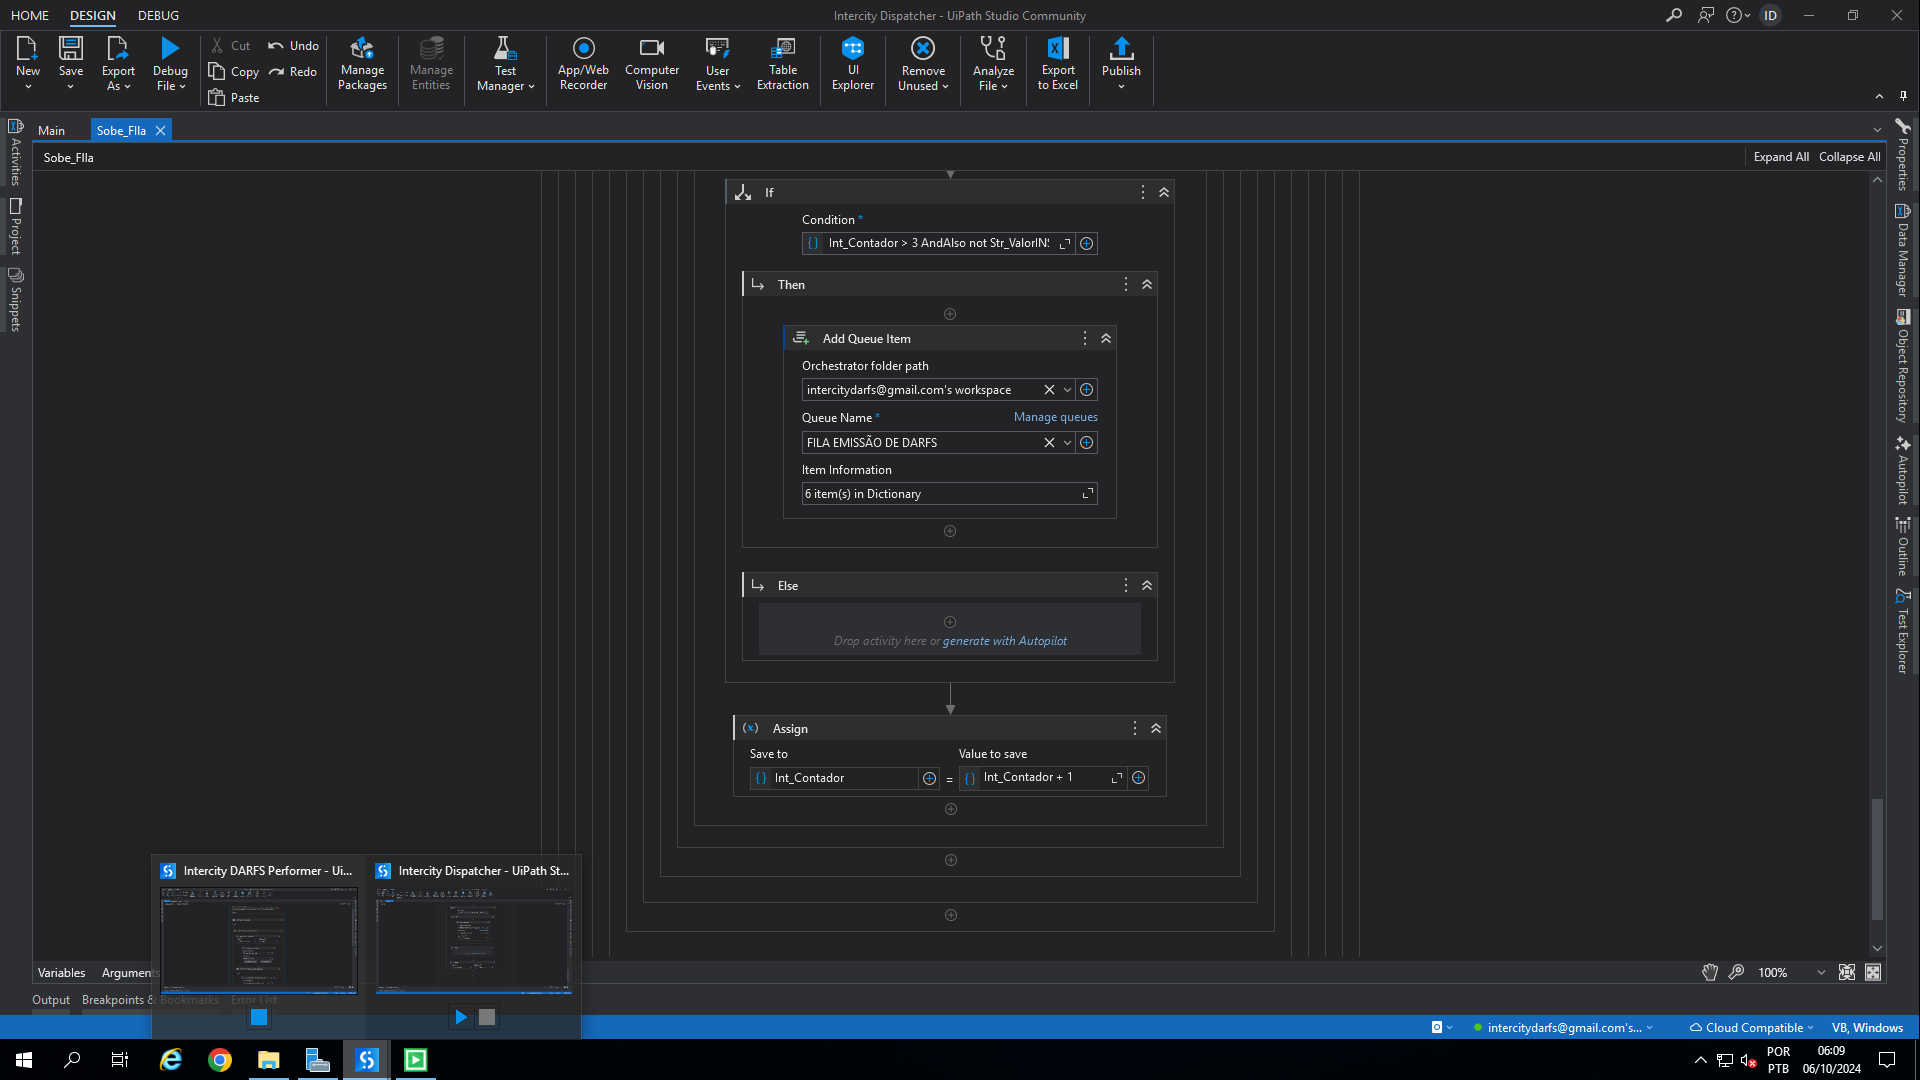 HOME DESIGN DEBUG
Intercity Dispatcher - UiPath Studio Community
ID
New
Save
Export As
Debug File
Cut
Copy
Paste
Undo
Redo
Manage Packages
Manage Entities
Test Manager
App/Web Recorder
Computer Vision
User Events
Table Extraction
UI Explorer
Remove Unused
Analyze File
Export to Excel
Publish
Main
Sobe_FIla
Sobe_FIla
Expand All Collapse All
Activities
Project
Snippets
If
Condition *
Int_Contador > 3 AndAlso not Str_ValorIN
Then
Add Queue Item
Orchestrator folder path
intercitydarfs@gmail.com's workspace
Queue Name * Manage queues
FILA EMISSÃO DE DARFS
Item Information
6 item(s) in Dictionary
Else
Drop activity here or generate with Autopilot
Assign
Save to Value to save
Int_Contador = Int_Contador + 1
Properties
Data Manager
Object Repository
Autopilot
Outline
Test Explorer
Intercity DARFS Performer - Ui...
Intercity Dispatcher - UiPath St...
Variables Arguments
100%
Output Breakpoints & Bookmarks Error List
intercitydarfs@gmail.com's...
Cloud Compatible
VB, Windows
POR
PTB
06:09
06/10/2024